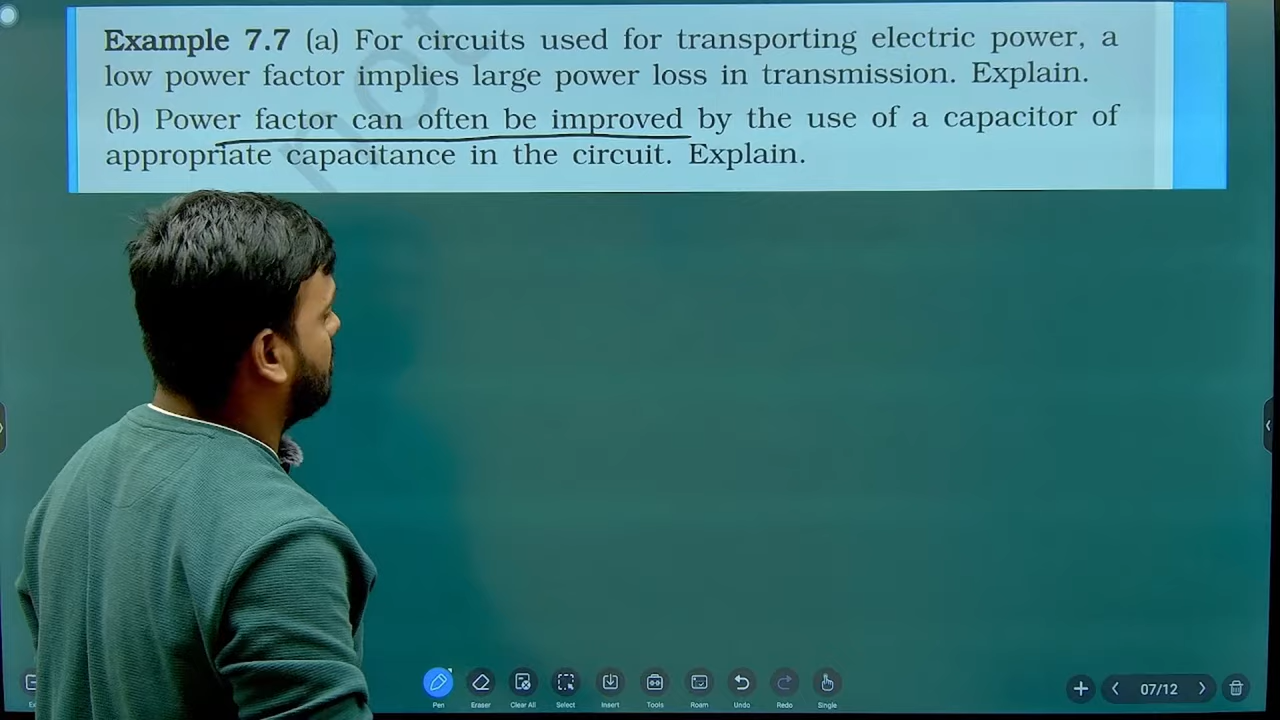 Example 7.7 (a) For circuits used for transporting electric power, a
low power factor implies large power loss in transmission. Explain.
(b) Power factor can often be improved by the use of a capacitor of
appropriate capacitance in the circuit. Explain.
not
Pen
Eraser
Clear All
Select
Insert
Tools
Roam
Undo
Redo
Single
07/12